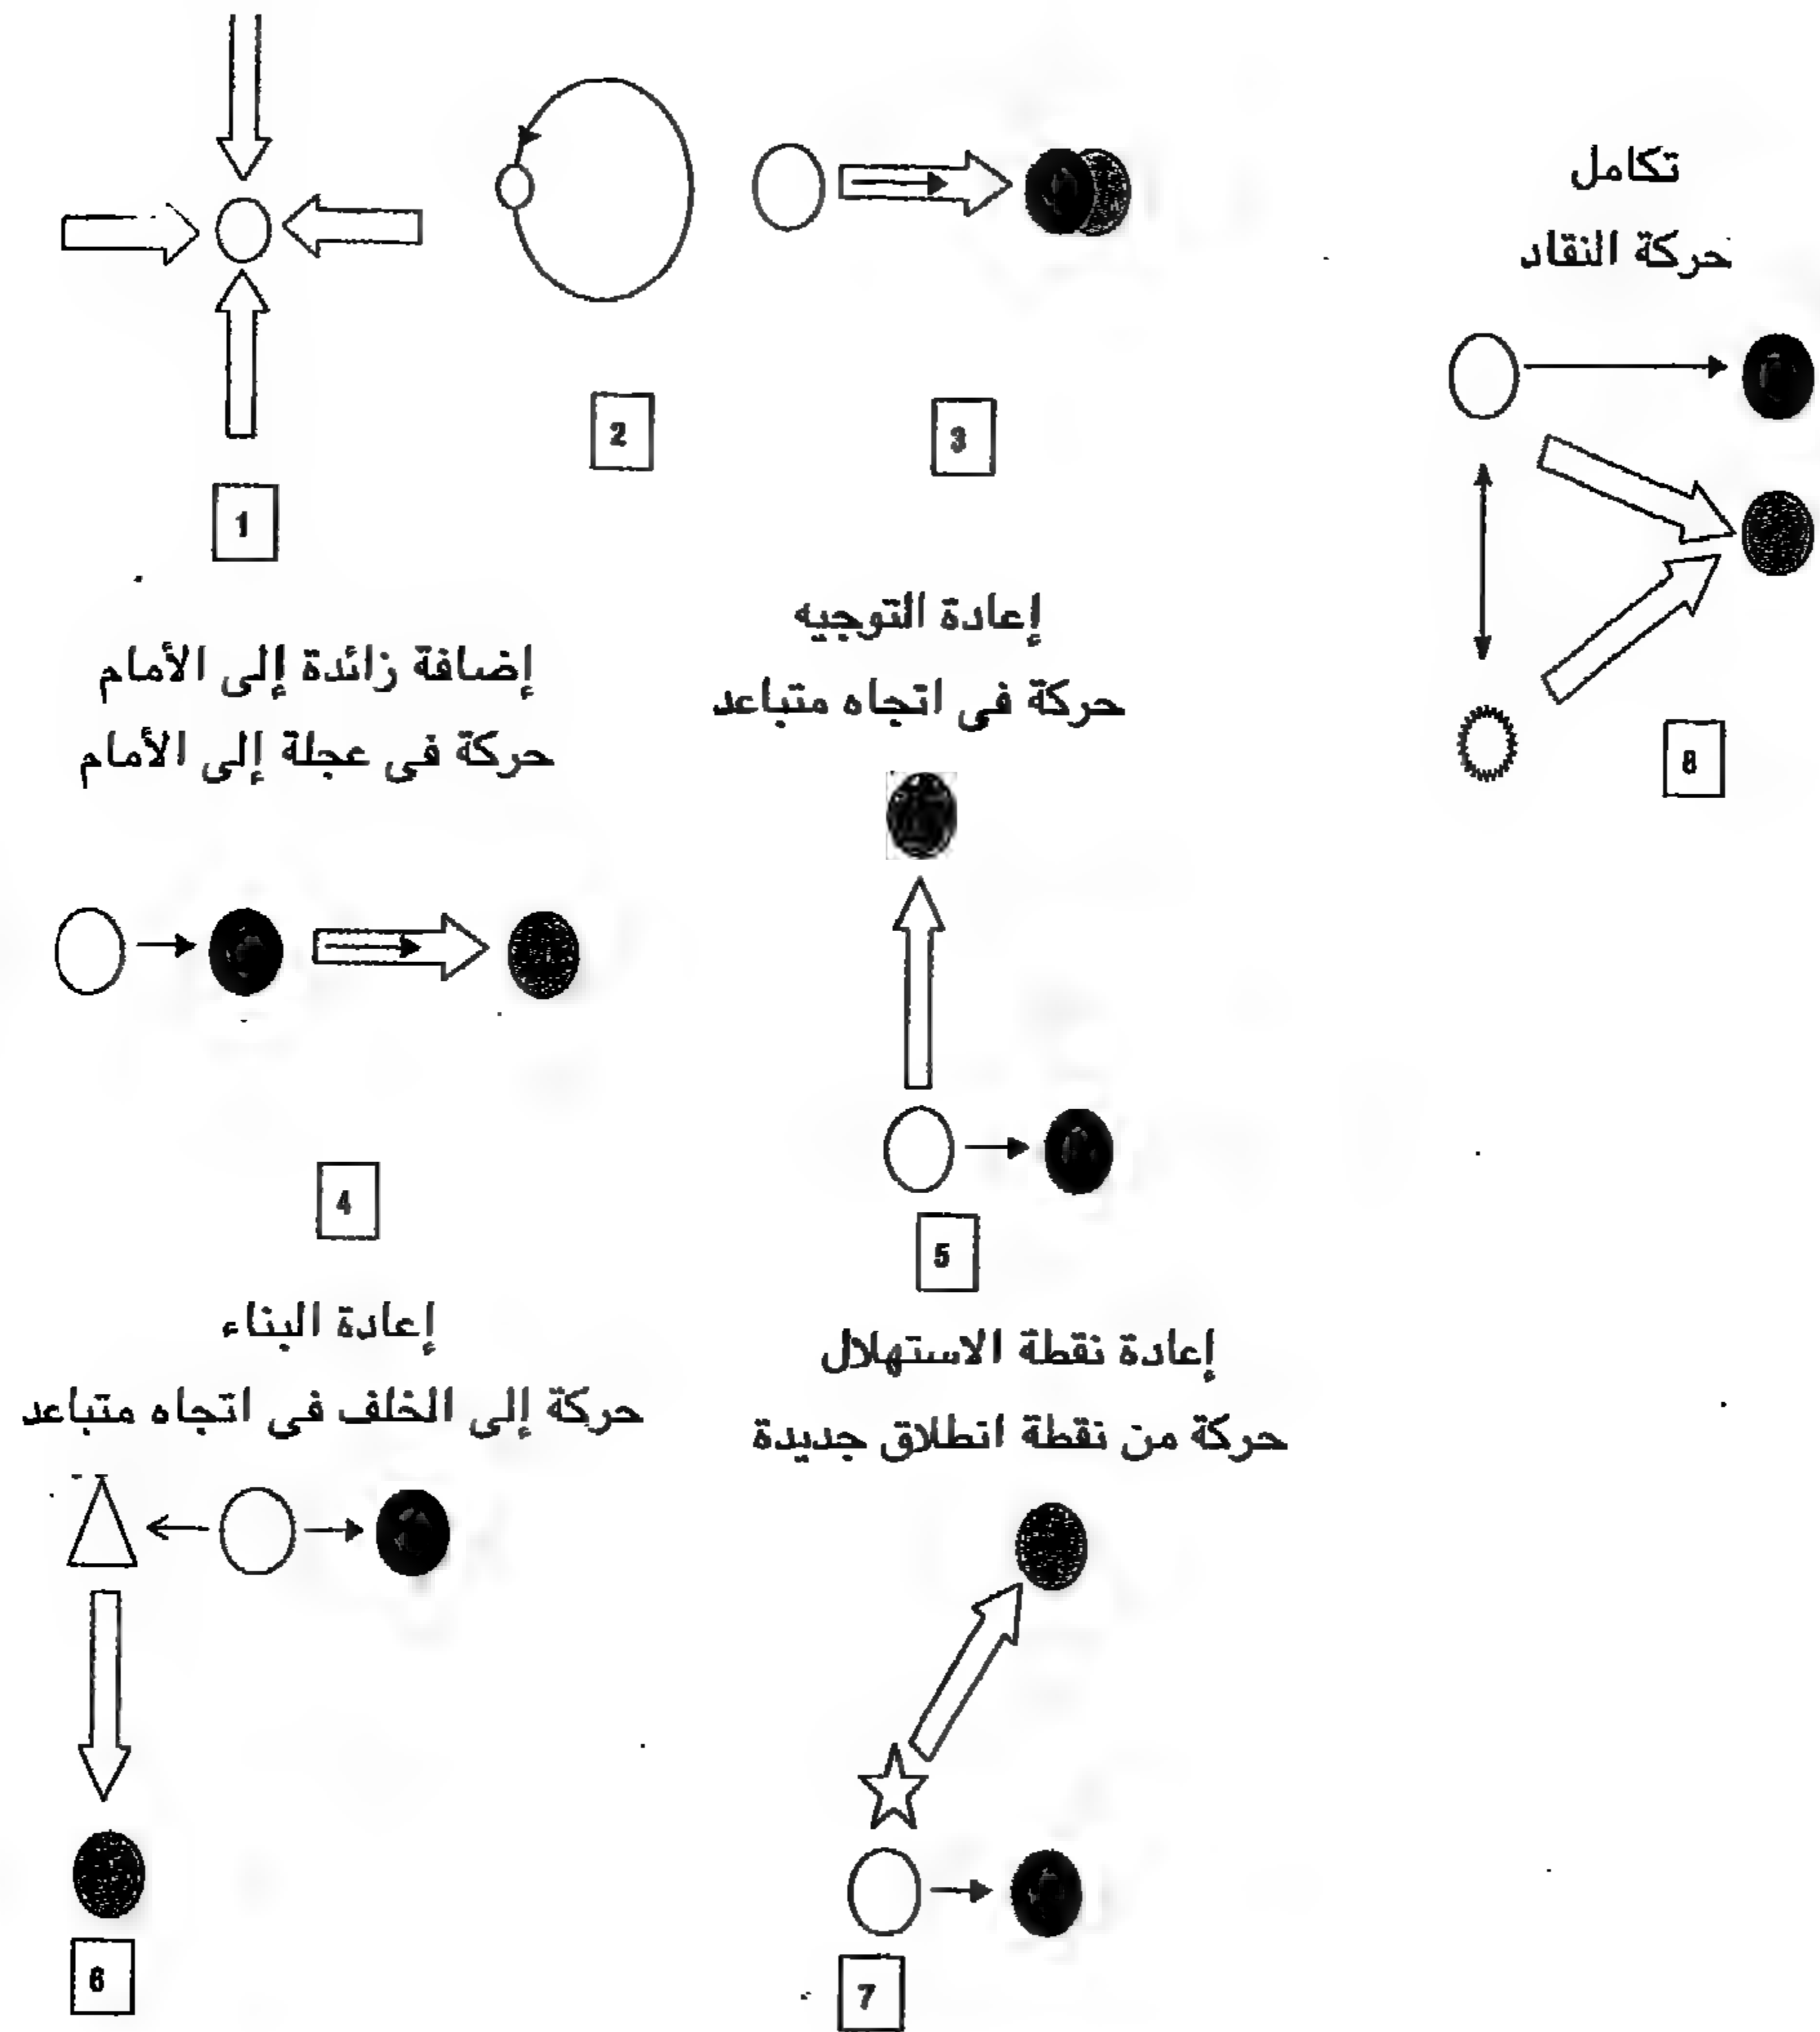 1
2
3
تكامل
حركة النقاد
8
إضافة زائدة إلى الأمام
حركة فى عجلة إلى الأمام
4
إعادة التوجيه
حركة فى اتجاه متباعد
5
إعادة البناء
حركة إلى الخلف فى اتجاه متباعد
6
إعادة نقطة الاستهلال
حركة من نقطة انطلاق جديدة
7